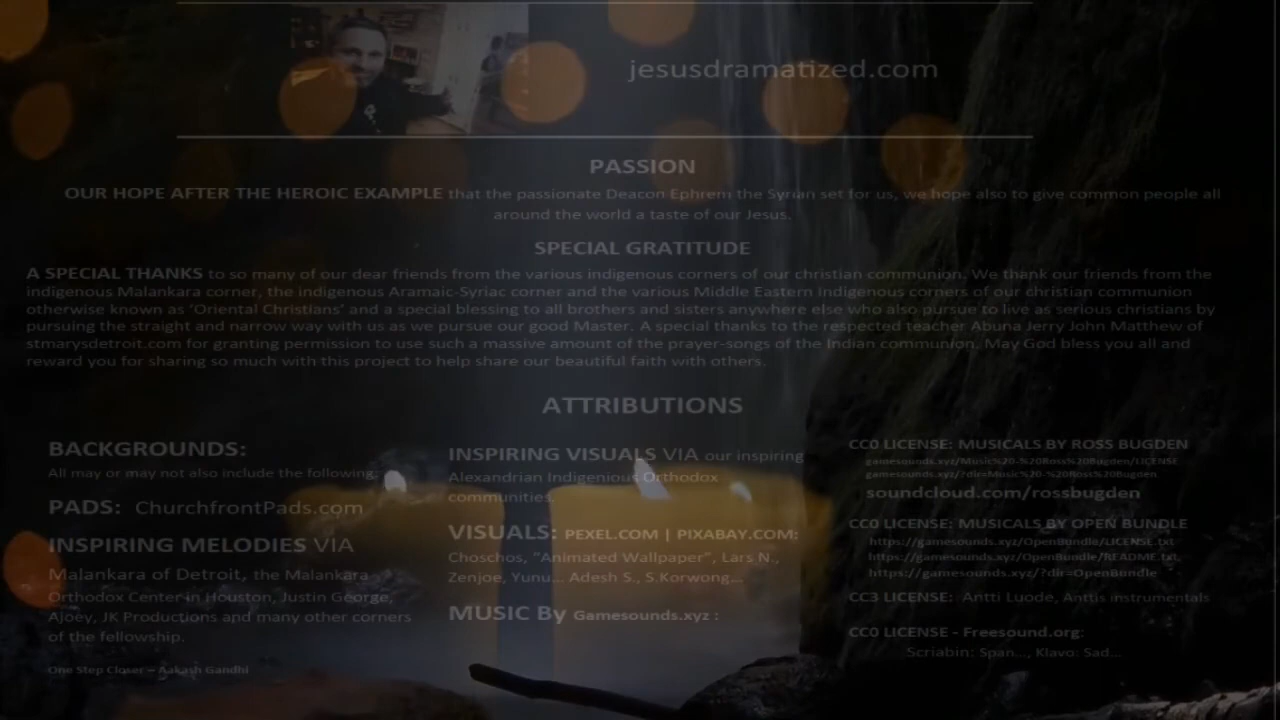 jesusdramatized.com
PASSION
OUR HOPE AFTER THE HEROIC EXAMPLE that the passionate Deacon Ephrem the Syrian set for us, we hope also to give common people all
around the world a taste of our Jesus.
SPECIAL GRATITUDE
A SPECIAL THANKS to so many of our dear friends from the various indigenous corners of our christian communion. We thank our friends from the
indigenous Malankara corner, the indigenous Aramaic-Syriac corner and the various Middle Eastern indigenous corners of our christian communion
otherwise known as 'Oriental Christians' and a special blessing to all brothers and sisters anywhere else who also pursue to live as serious christians by
pursuing the straight and narrow way with us as we pursue our good Master. A special thanks to the respected teacher Abuna Jerry John Matthew of
stmarysdetroit.com for granting permission to use such a massive amount of the prayer-songs of the Indian communion. May God bless you all and
reward you for sharing so much with this project to help share our beautiful faith with others.
ATTRIBUTIONS
BACKGROUNDS:
All may or may not also include the following:
PADS: ChurchfrontPads.com
INSPIRING MELODIES VIA
Malankara of Detroit, the Malankara
Orthodox Center in Houston, Justin George,
Ajoey, JK Productions and many other corners
of the fellowship.
One Step Closer – Aakash Gandhi
INSPIRING VISUALS VIA our inspiring
Alexandrian Indigenious Orthodox
communities.
VISUALS: PEXEL.COM | PIXABAY.COM:
Choschos, "Animated Wallpaper", Lars N.,
Zenjoe, Yunu... Adesh S., S.Korwong...
MUSIC By Gamesounds.xyz :
CC0 LICENSE: MUSICALS BY ROSS BUGDEN
gamesounds.xyz/Music%20-%20Ross%20Bugden/LICENSE
gamesounds.xyz/?dir=Music%20-%20Ross%20Bugden
soundcloud.com/rossbugden
CC0 LICENSE: MUSICALS BY OPEN BUNDLE
https://gamesounds.xyz/OpenBundle/LICENSE.txt
https://gamesounds.xyz/OpenBundle/README.txt
https://gamesounds.xyz/?dir=OpenBundle
CC3 LICENSE: Antti Luode, Anttis instrumentals
CC0 LICENSE - Freesound.org:
Scriabin: Span..., Klavo: Sad...